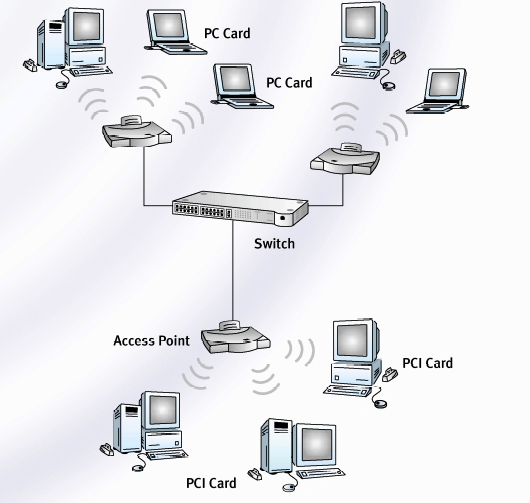 PC Card
PC Card
Switch
Access Point
PCI Card
PCI Card